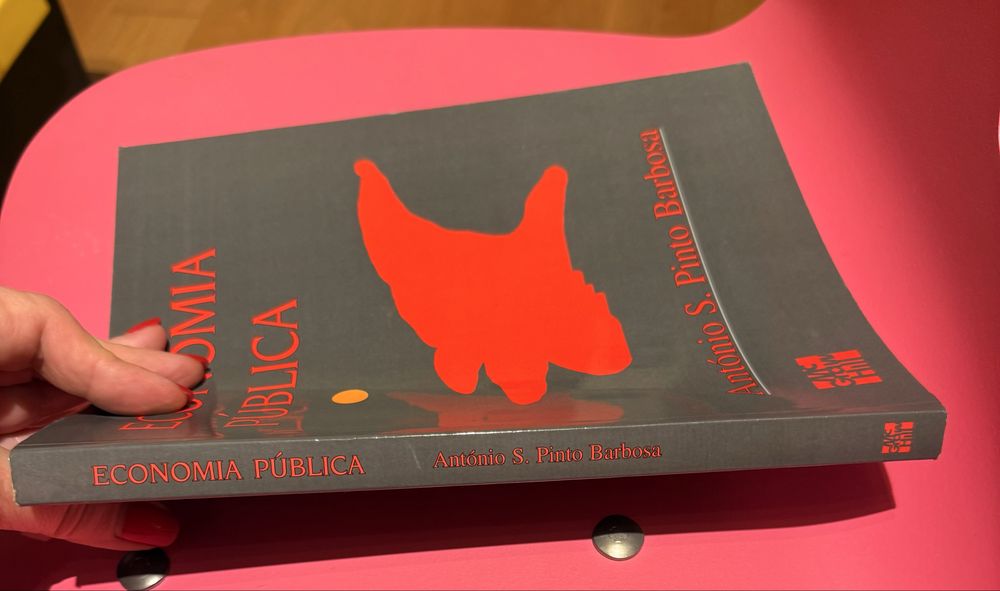 ECONOMIA
PÚBLICA
António S. Pinto Barbosa
ECONOMIA PÚBLICA
António S. Pinto Barbosa